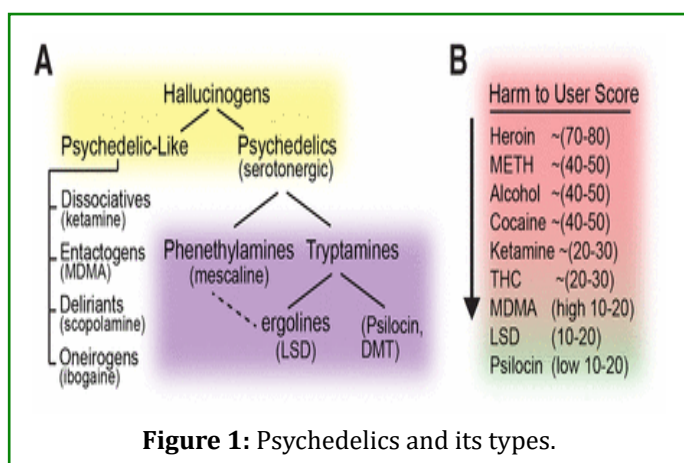 A
Hallucinogens
Psychedelic-Like
Psychedelics
(serotonergic)
Dissociatives
(ketamine)
Entactogens
(MDMA)
Deliriants
(scopolamine)
Oneirogens
(ibogaine)
Phenethylamines
(mescaline)
Tryptamines
ergolines
(LSD)
(Psilocin,
DMT)
B
Harm to User Score
Heroin ~(70-80)
METH ~(40-50)
Alcohol ~(40-50)
Cocaine ~(40-50)
Ketamine ~(20-30)
THC ~(20-30)
MDMA (high 10-20)
LSD (10-20)
Psilocin (low 10-20)
Figure 1: Psychedelics and its types.